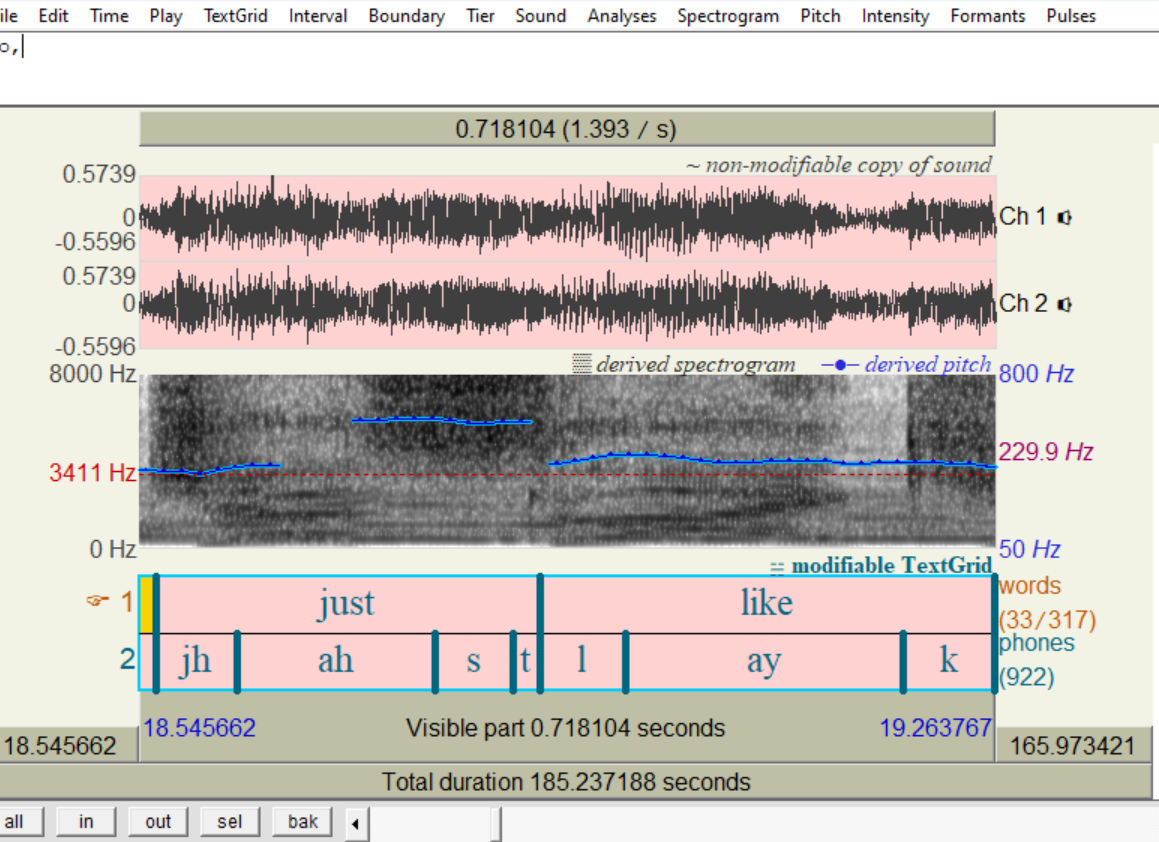 ile Edit Time Play TextGrid Interval Boundary Tier Sound Analyses Spectrogram Pitch Intensity Formants Pulses
o,
0.718104 (1.393 / s)
~ non-modifiable copy of sound
0.5739
0
-0.5596
Ch 1
0.5739
0
-0.5596
Ch 2
derived spectrogram derived pitch
8000 Hz
800 Hz
3411 Hz
229.9 Hz
0 Hz
50 Hz
modifiable TextGrid
1 just like words
(33/317)
2 jh ah s t l ay k phones
(922)
18.545662 Visible part 0.718104 seconds 19.263767
18.545662 165.973421
Total duration 185.237188 seconds
all in out sel bak